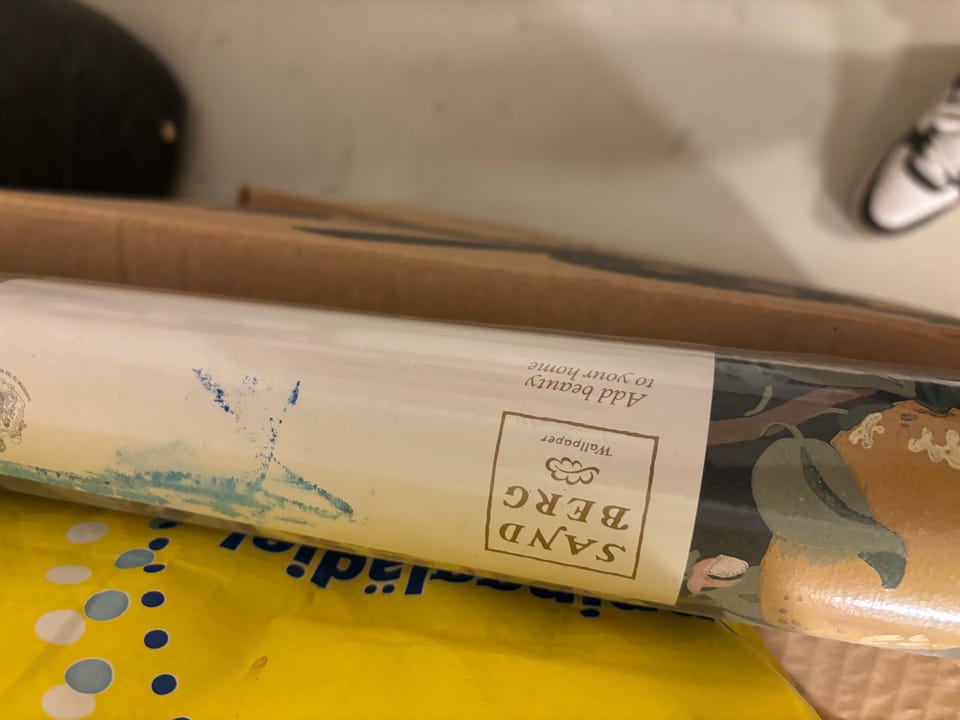 SAND
BERG
Wallpaper
Add beauty
to your home